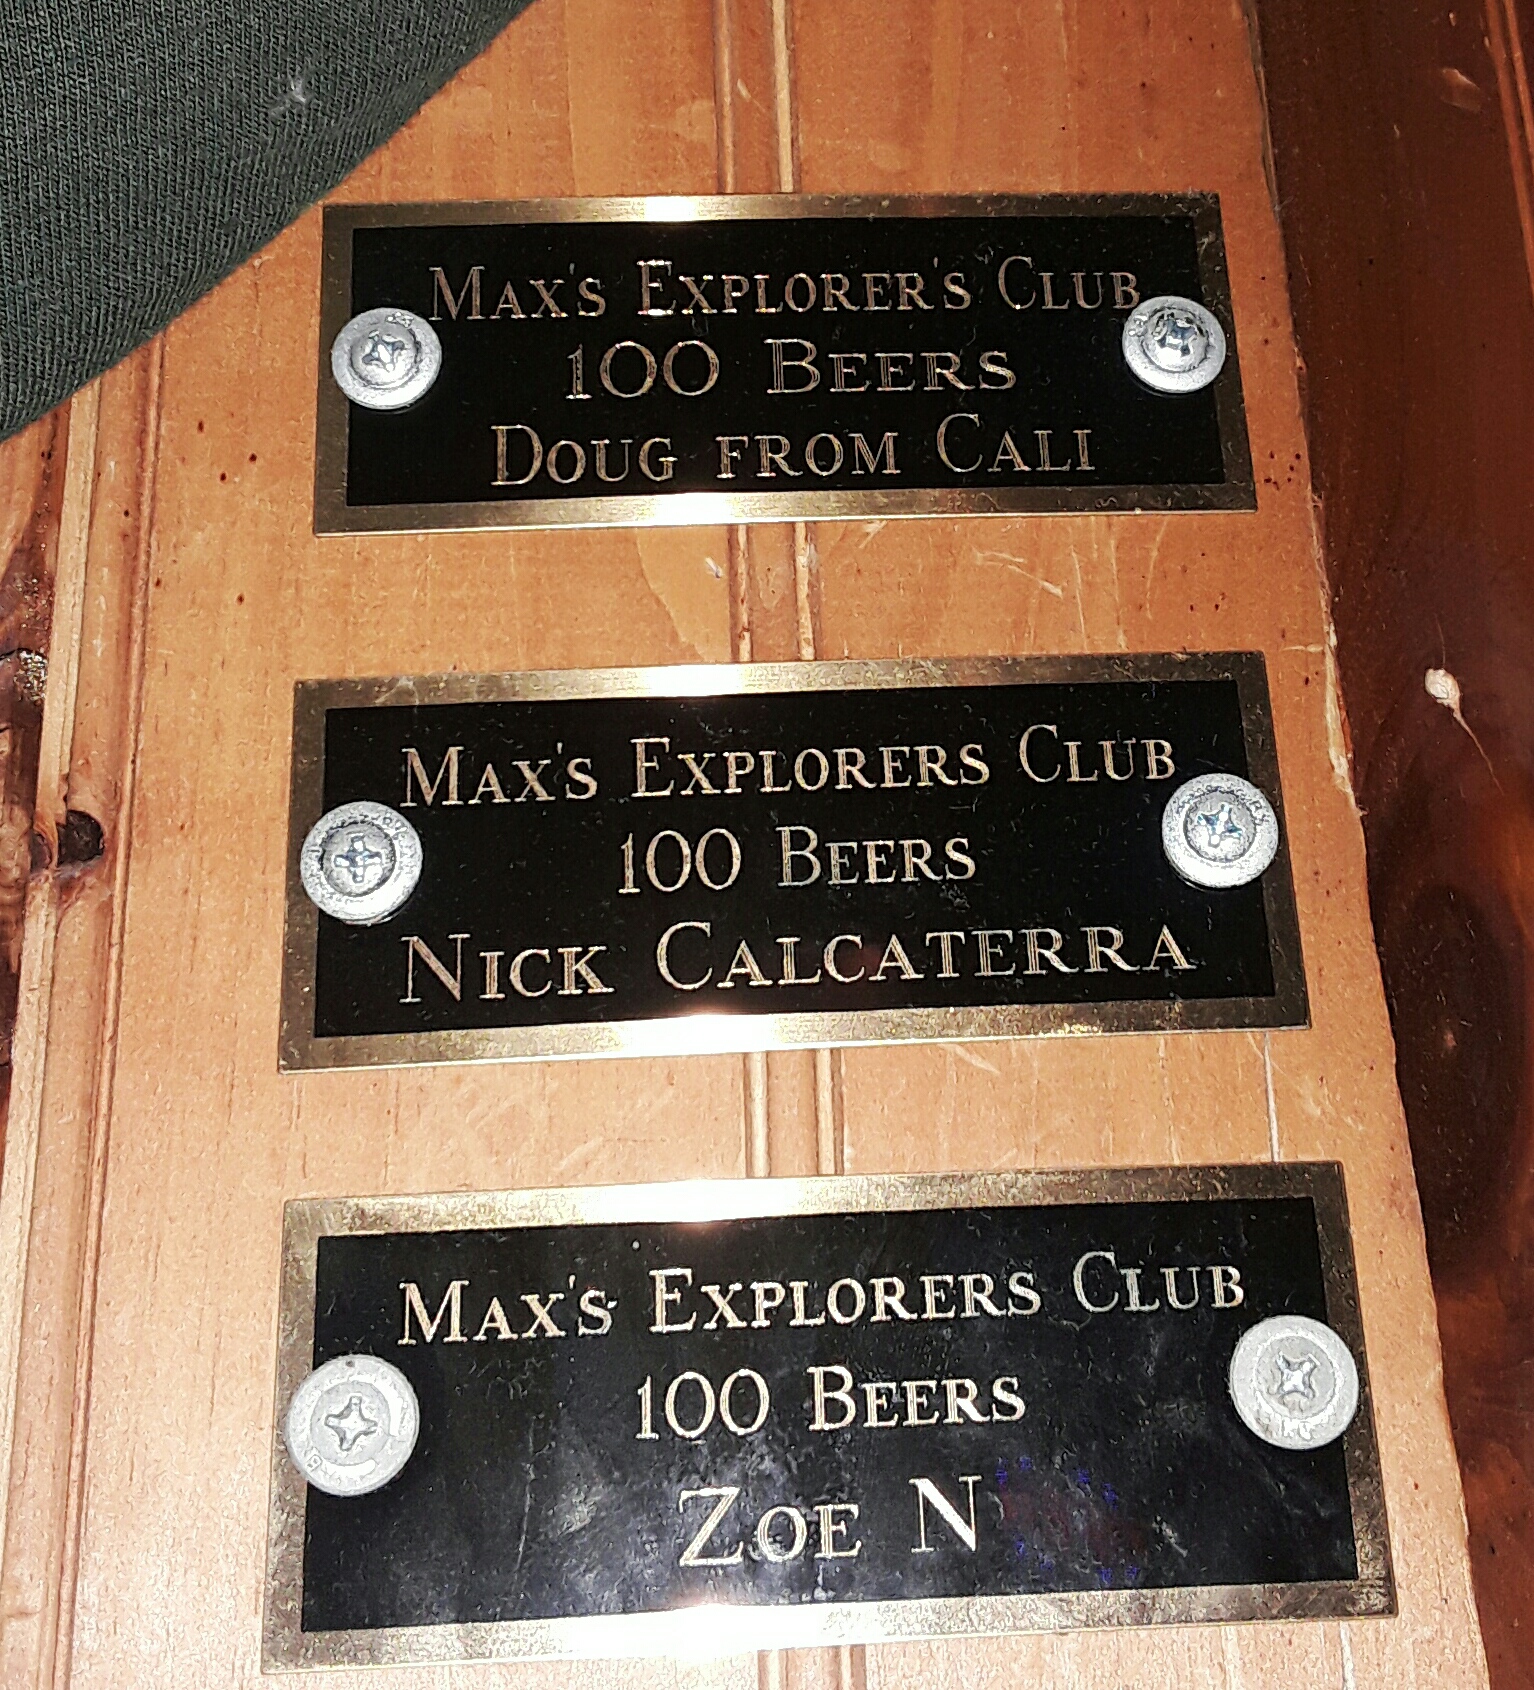 Max's Explorer's Club
100 Beers
Doug from Cali
Max's Explorers Club
100 Beers
Nick Calcaterra
Max's Explorers Club
100 Beers
Zoe N